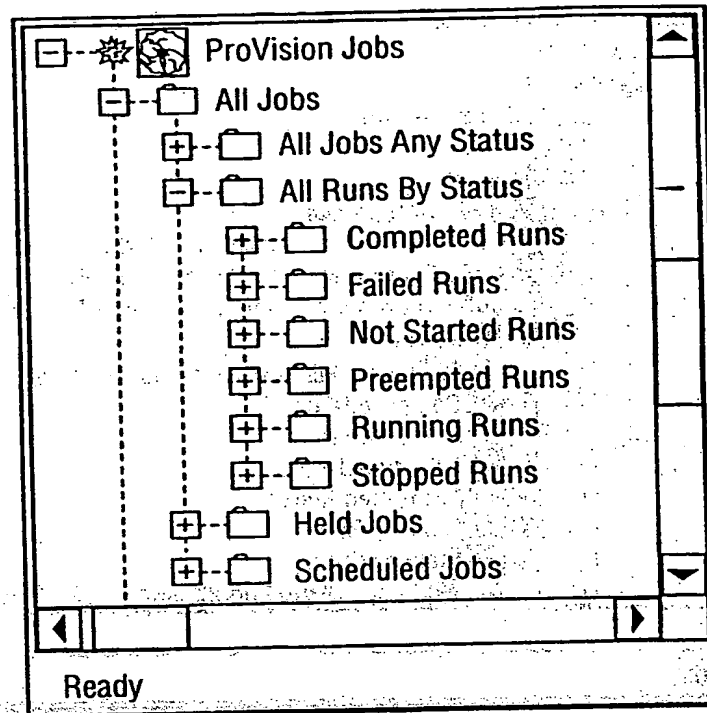 ProVision Jobs
All Jobs
All Jobs Any Status
All Runs By Status
Completed Runs
Failed Runs
Not Started Runs
Preempted Runs
Running Runs
Stopped Runs
Held Jobs
Scheduled Jobs
Ready